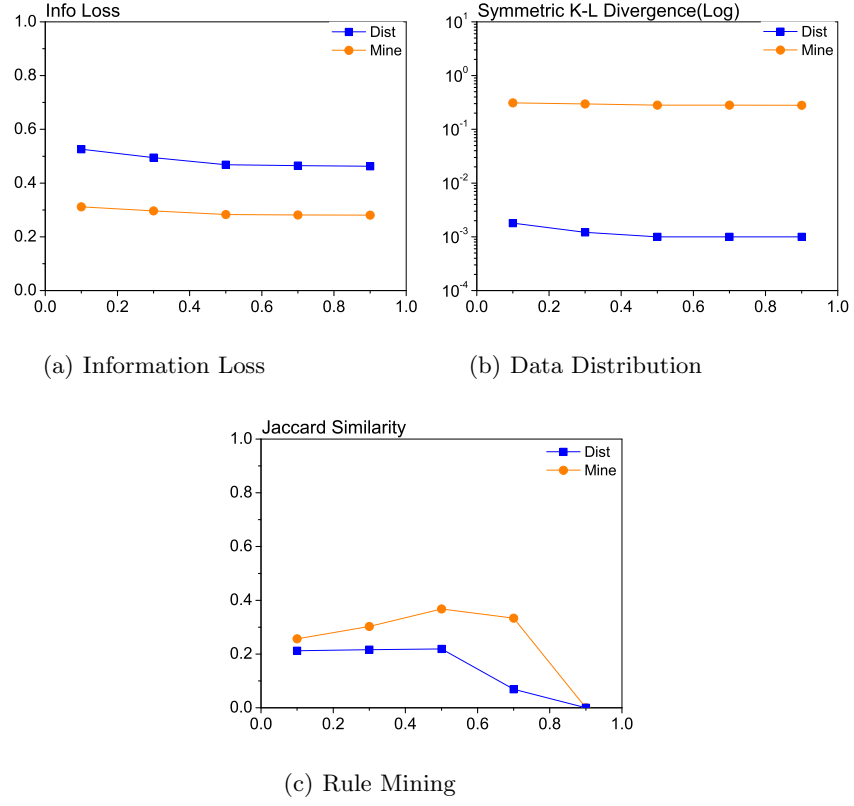 Info Loss
Dist
Mine
1.0
0.8
0.6
0.4
0.2
0.0
0.0 0.2 0.4 0.6 0.8 1.0
(a) Information Loss
Symmetric K-L Divergence(Log)
Dist
Mine
10^1
10^0
10^-1
10^-2
10^-3
10^-4
0.0 0.2 0.4 0.6 0.8 1.0
(b) Data Distribution
Jaccard Similarity
Dist
Mine
1.0
0.8
0.6
0.4
0.2
0.0
0.0 0.2 0.4 0.6 0.8 1.0
(c) Rule Mining